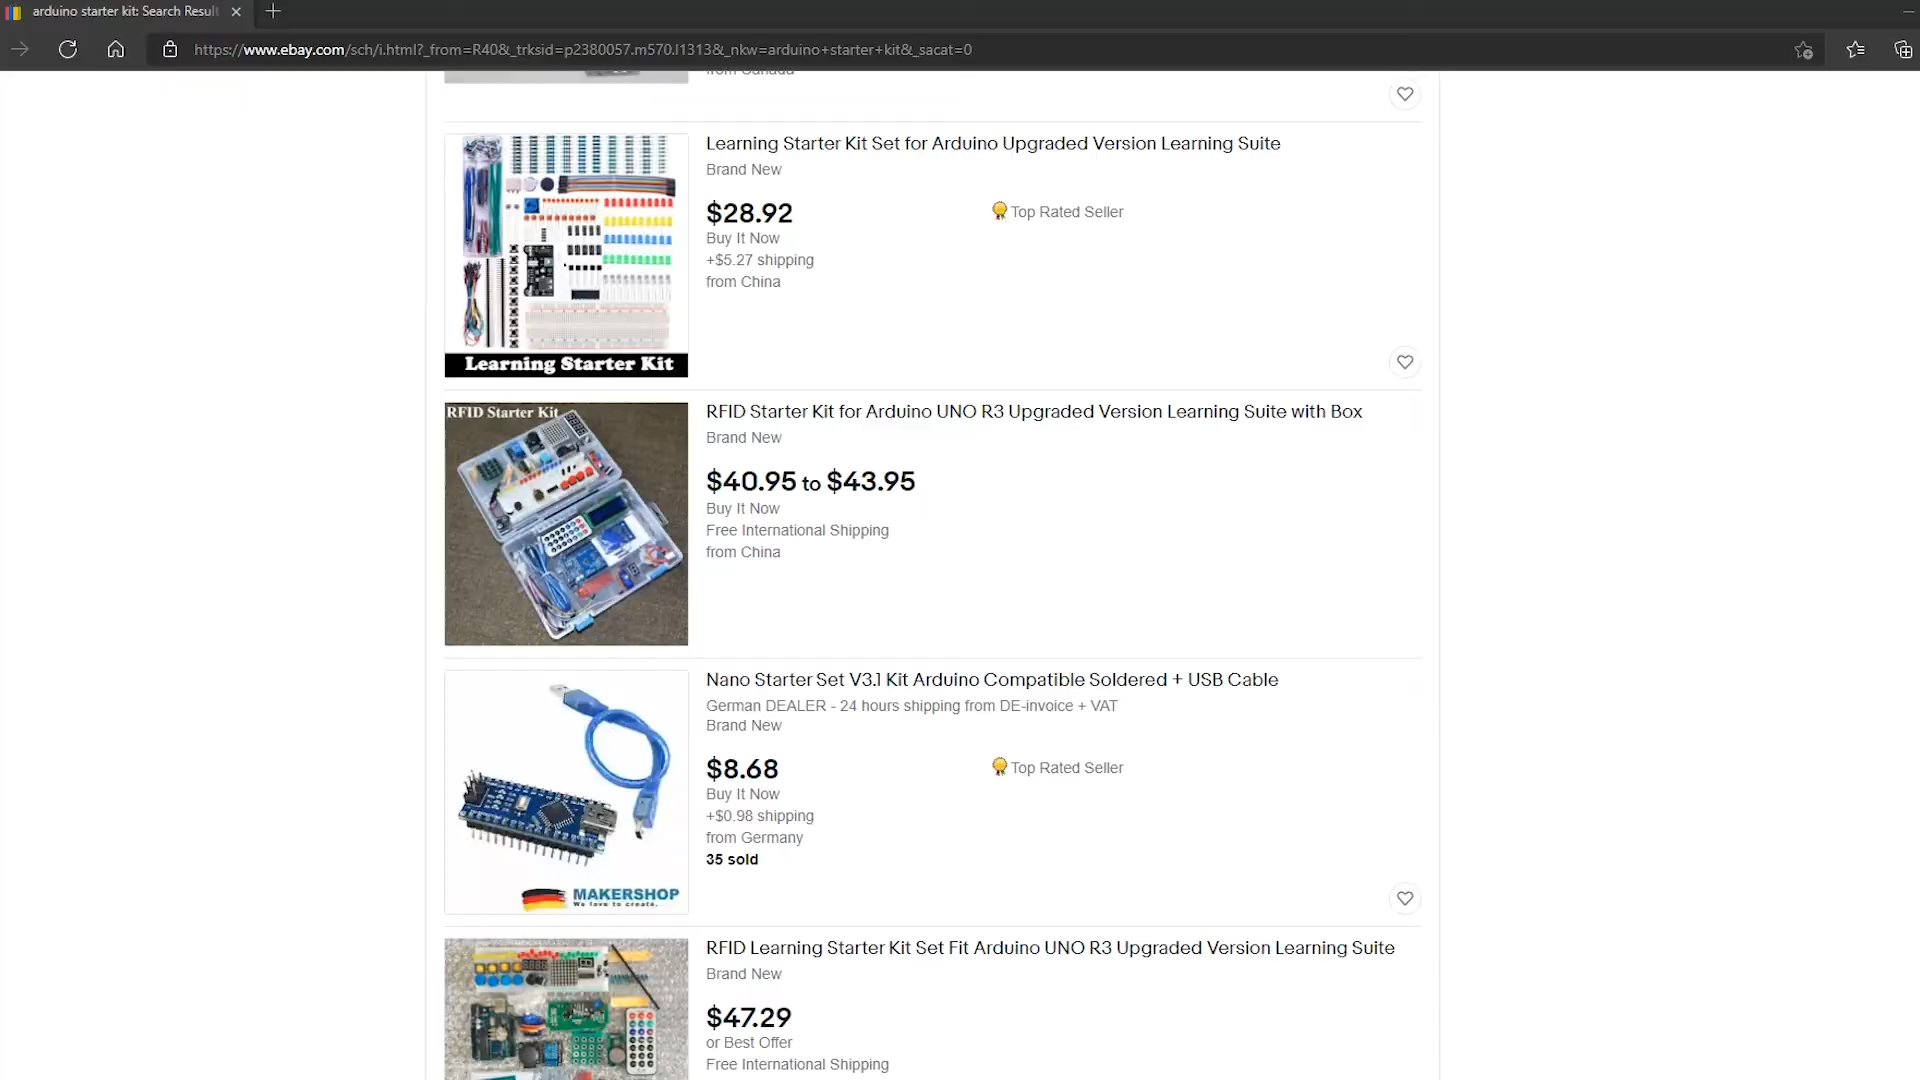 arduino starter kit: Search Result
https://www.ebay.com/sch/i.html?_from=R40&_trksid=p2380057.m570.l1313&_nkw=arduino+starter+kit&_sacat=0
from Canada
Learning Starter Kit Set for Arduino Upgraded Version Learning Suite
Brand New
$28.92
Top Rated Seller
Buy It Now
+$5.27 shipping
from China
Learning Starter Kit
RFID Starter Kit
RFID Starter Kit for Arduino UNO R3 Upgraded Version Learning Suite with Box
Brand New
$40.95 to $43.95
Buy It Now
Free International Shipping
from China
Nano Starter Set V3.1 Kit Arduino Compatible Soldered + USB Cable
German DEALER - 24 hours shipping from DE-invoice + VAT
Brand New
$8.68
Top Rated Seller
Buy It Now
+$0.98 shipping
from Germany
35 sold
MAKERSHOP
We love to create.
RFID Learning Starter Kit Set Fit Arduino UNO R3 Upgraded Version Learning Suite
Brand New
$47.29
or Best Offer
Free International Shipping